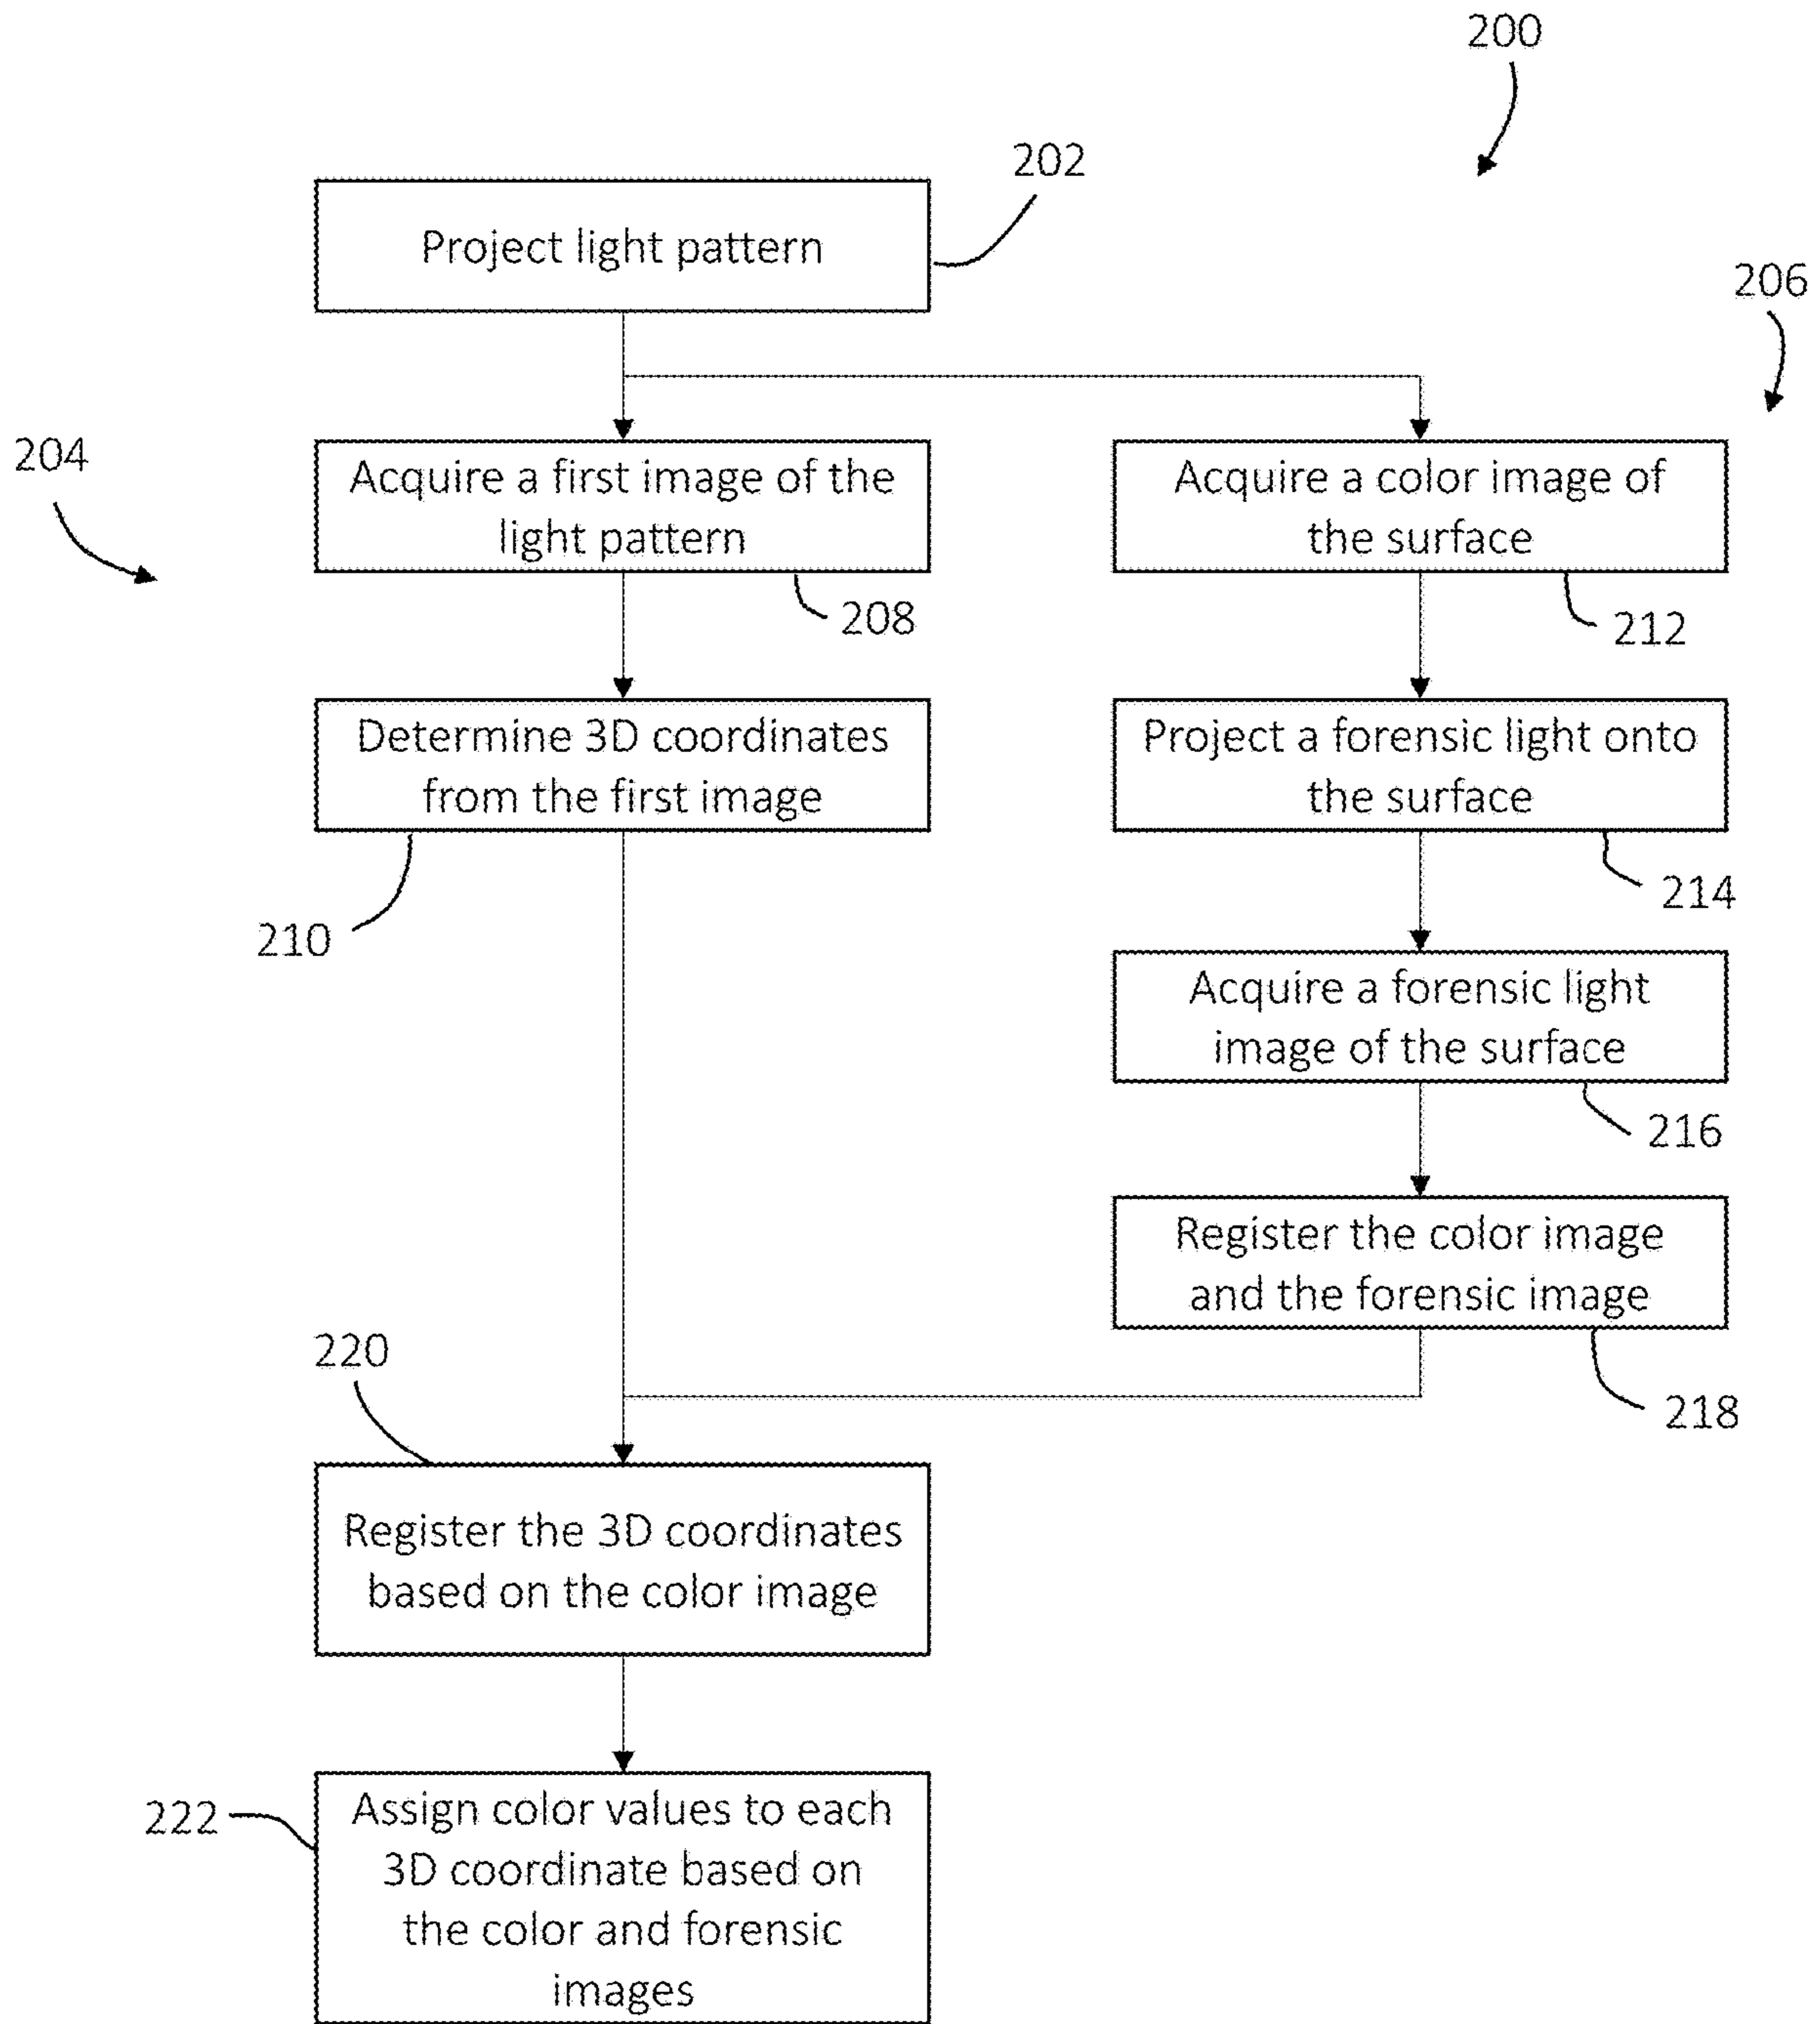 200
202
Project light pattern
206
204
Acquire a first image of the
light pattern
208
Acquire a color image of
the surface
212
Determine 3D coordinates
from the first image
210
Project a forensic light onto
the surface
214
Acquire a forensic light
image of the surface
216
Register the color image
and the forensic image
218
220
Register the 3D coordinates
based on the color image
222
Assign color values to each
3D coordinate based on
the color and forensic
images